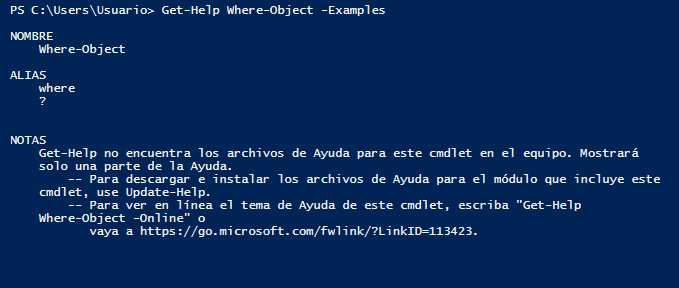 PS C:\Users\Usuario> Get-Help Where-Object -Examples
NOMBRE
Where-Object
ALIAS
where
?
NOTAS
Get-Help no encuentra los archivos de Ayuda para este cmdlet en el equipo. Mostrará
solo una parte de la Ayuda.
-- Para descargar e instalar los archivos de Ayuda para el módulo que incluye este
cmdlet, use Update-Help.
-- Para ver en línea el tema de Ayuda de este cmdlet, escriba "Get-Help
Where-Object -Online" o
vaya a https://go.microsoft.com/fwlink/?LinkID=113423.